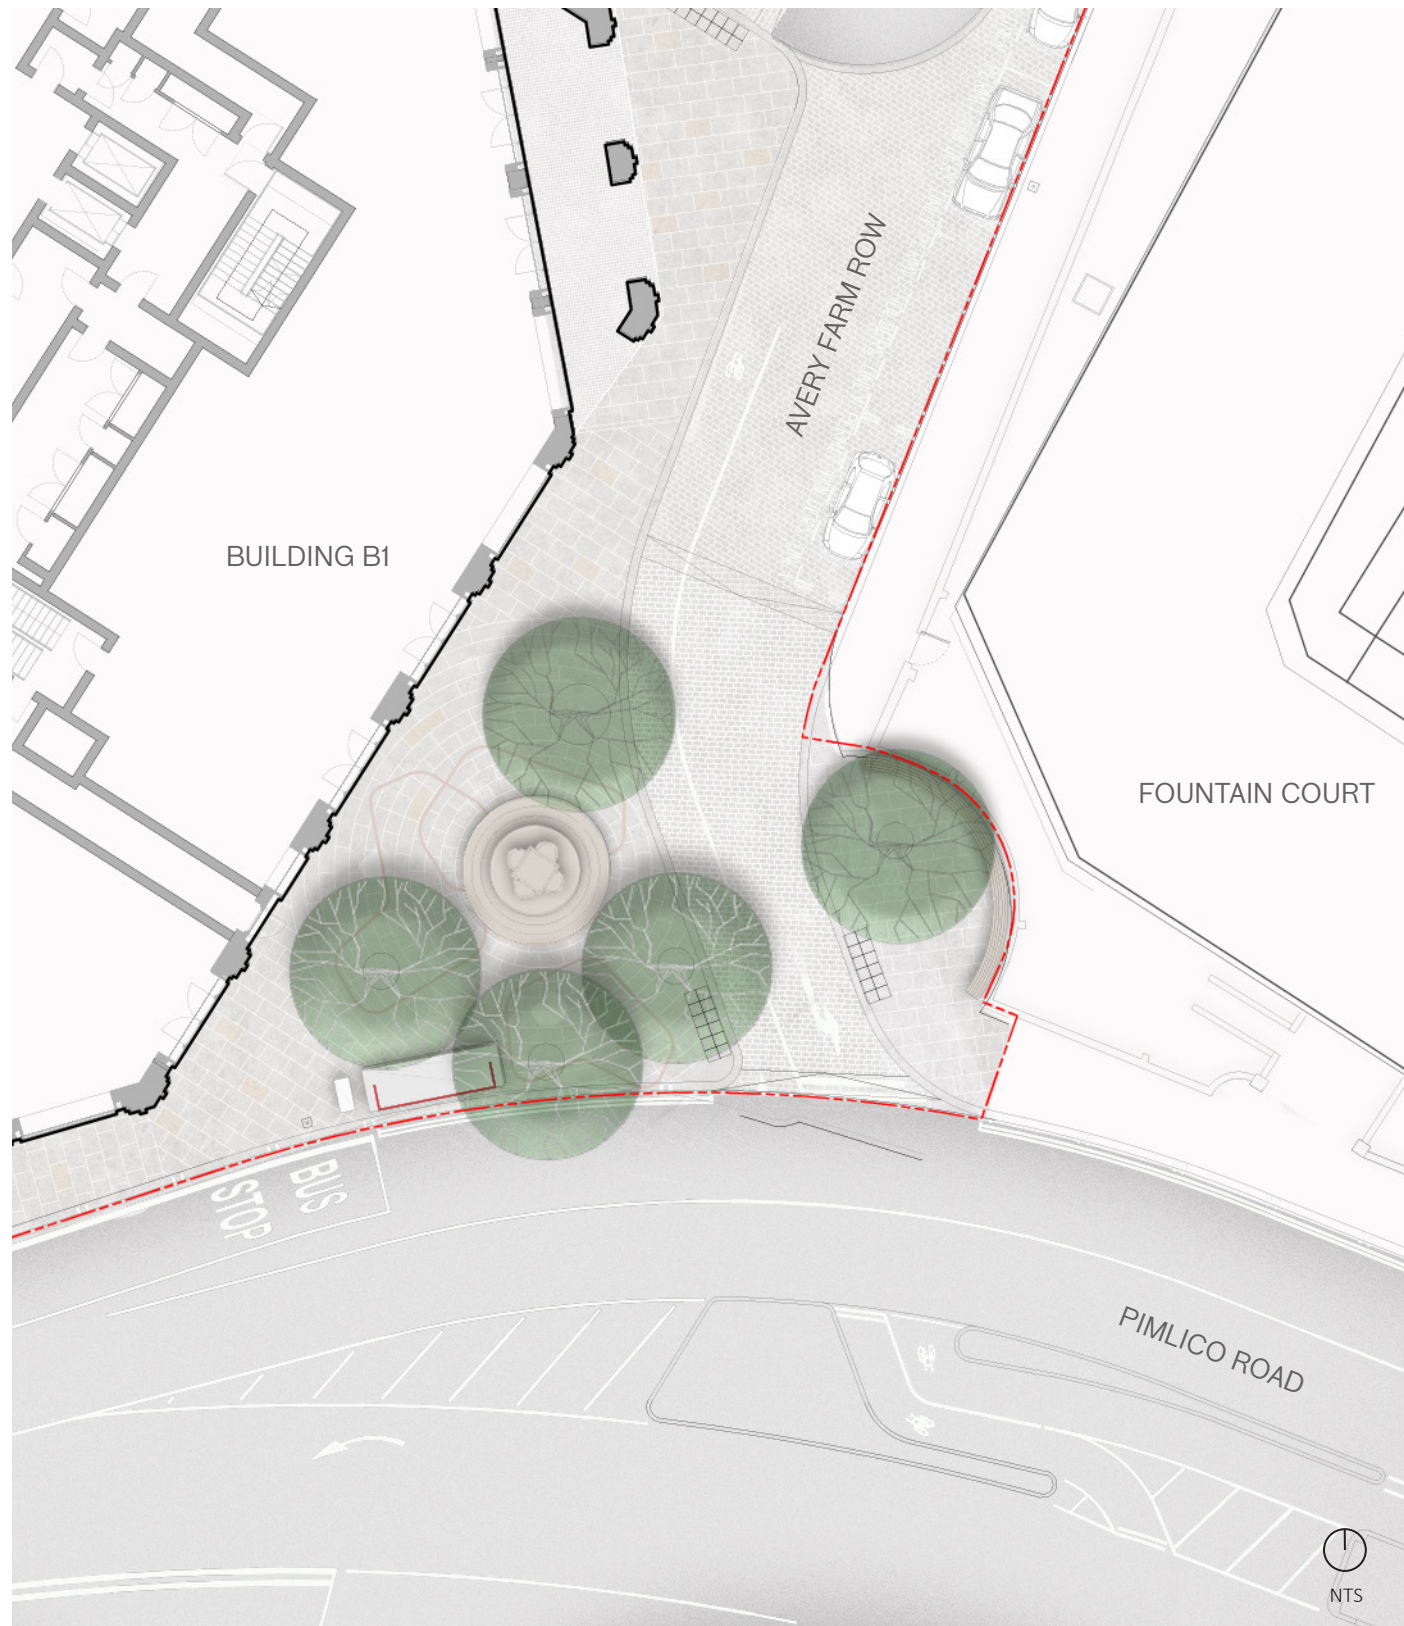 AVERY FARM ROW
BUILDING B1
FOUNTAIN COURT
BUS
STOP
PIMLICO ROAD
NTS